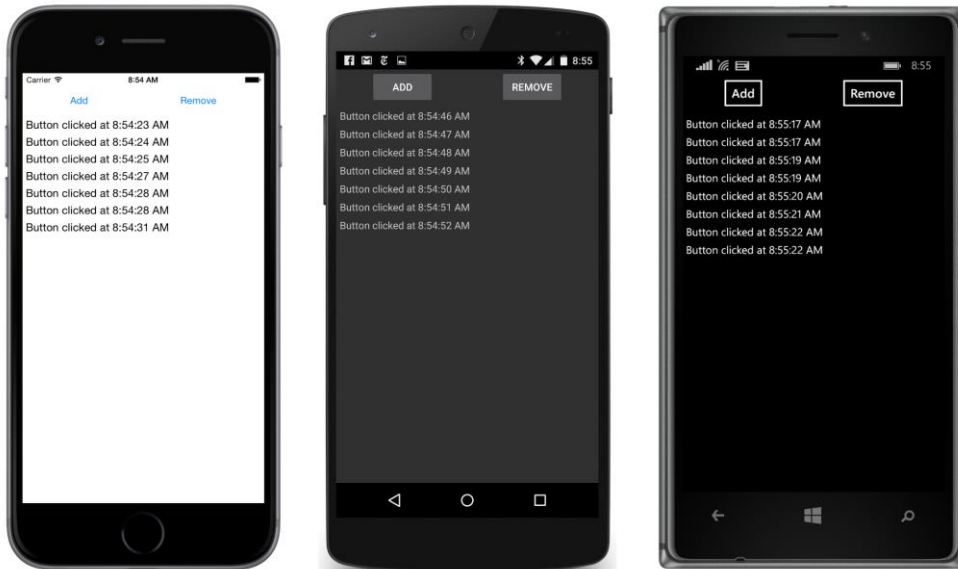 Carrier 8:54 AM
Add Remove
Button clicked at 8:54:23 AM
Button clicked at 8:54:24 AM
Button clicked at 8:54:25 AM
Button clicked at 8:54:27 AM
Button clicked at 8:54:28 AM
Button clicked at 8:54:28 AM
Button clicked at 8:54:31 AM
8:55
ADD REMOVE
Button clicked at 8:54:46 AM
Button clicked at 8:54:47 AM
Button clicked at 8:54:48 AM
Button clicked at 8:54:49 AM
Button clicked at 8:54:50 AM
Button clicked at 8:54:51 AM
Button clicked at 8:54:52 AM
8:55
Add Remove
Button clicked at 8:55:17 AM
Button clicked at 8:55:17 AM
Button clicked at 8:55:19 AM
Button clicked at 8:55:19 AM
Button clicked at 8:55:20 AM
Button clicked at 8:55:21 AM
Button clicked at 8:55:22 AM
Button clicked at 8:55:22 AM